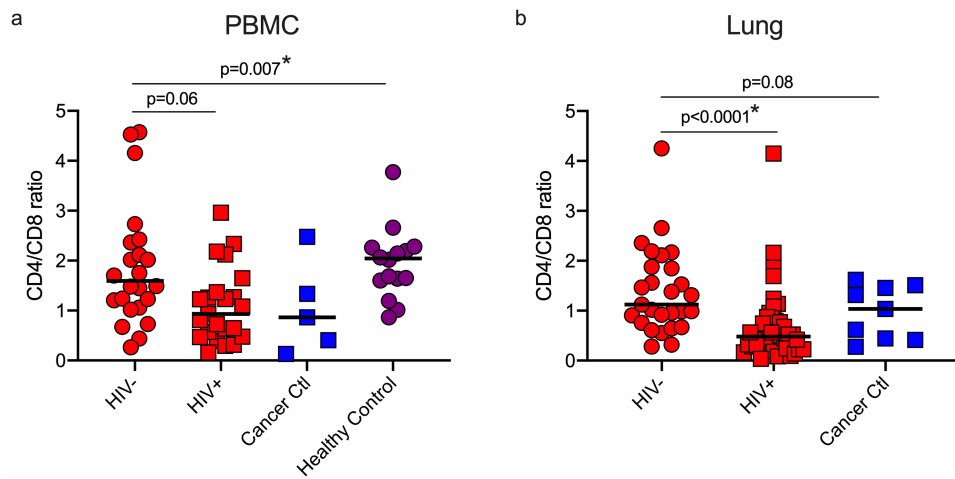 a
PBMC
p=0.007*
p=0.06
5
4
3
2
1
0
CD4/CD8 ratio
HIV-
HIV+
Cancer Ctl
Healthy Control
b
Lung
p=0.08
p<0.0001*
5
4
3
2
1
0
CD4/CD8 ratio
HIV-
HIV+
Cancer Ctl